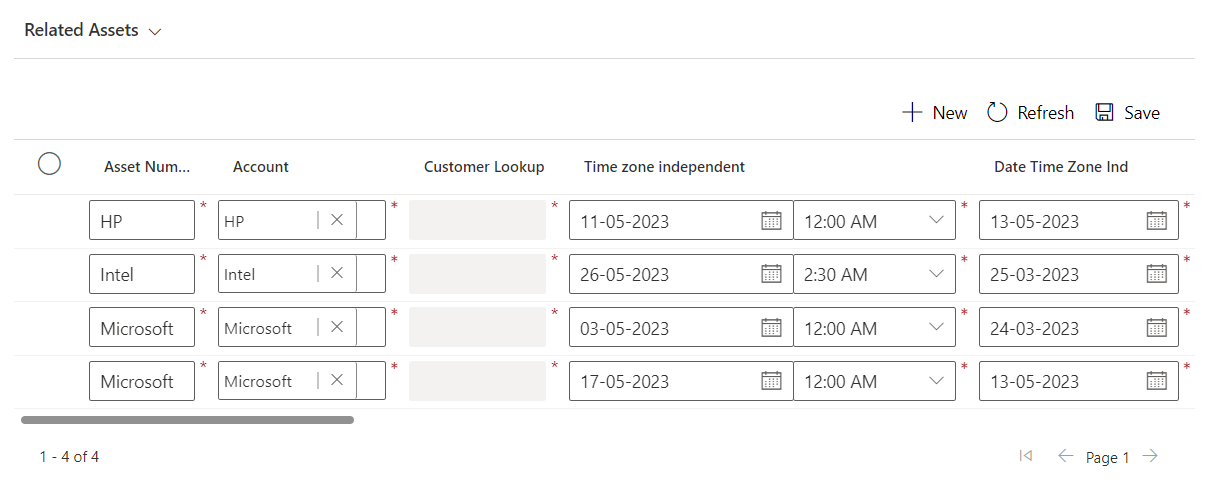 Related Assets
New Refresh Save
Asset Num... Account Customer Lookup Time zone independent Date Time Zone Ind
HP * HP * * 11-05-2023 12:00 AM * 13-05-2023 *
Intel * Intel * * 26-05-2023 2:30 AM * 25-03-2023 *
Microsoft * Microsoft * * 03-05-2023 12:00 AM * 24-03-2023 *
Microsoft * Microsoft * * 17-05-2023 12:00 AM * 13-05-2023 *
1 - 4 of 4 Page 1